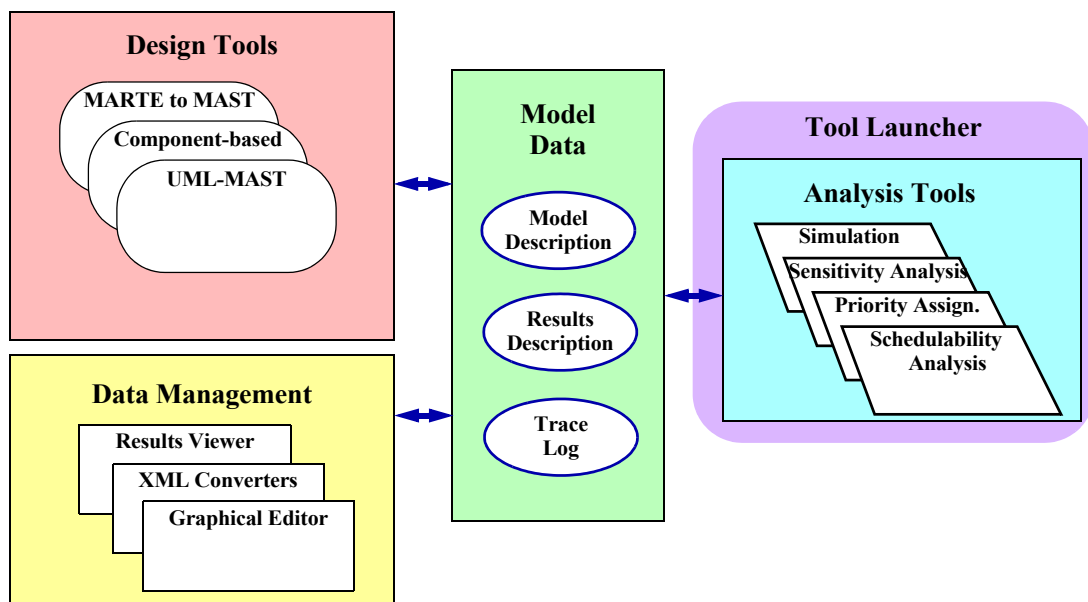 Design Tools
MARTE to MAST
Component-based
UML-MAST
Data Management
Results Viewer
XML Converters
Graphical Editor
Model
Data
Model
Description
Results
Description
Trace
Log
Tool Launcher
Analysis Tools
Simulation
Sensitivity Analysis
Priority Assign.
Schedulability
Analysis